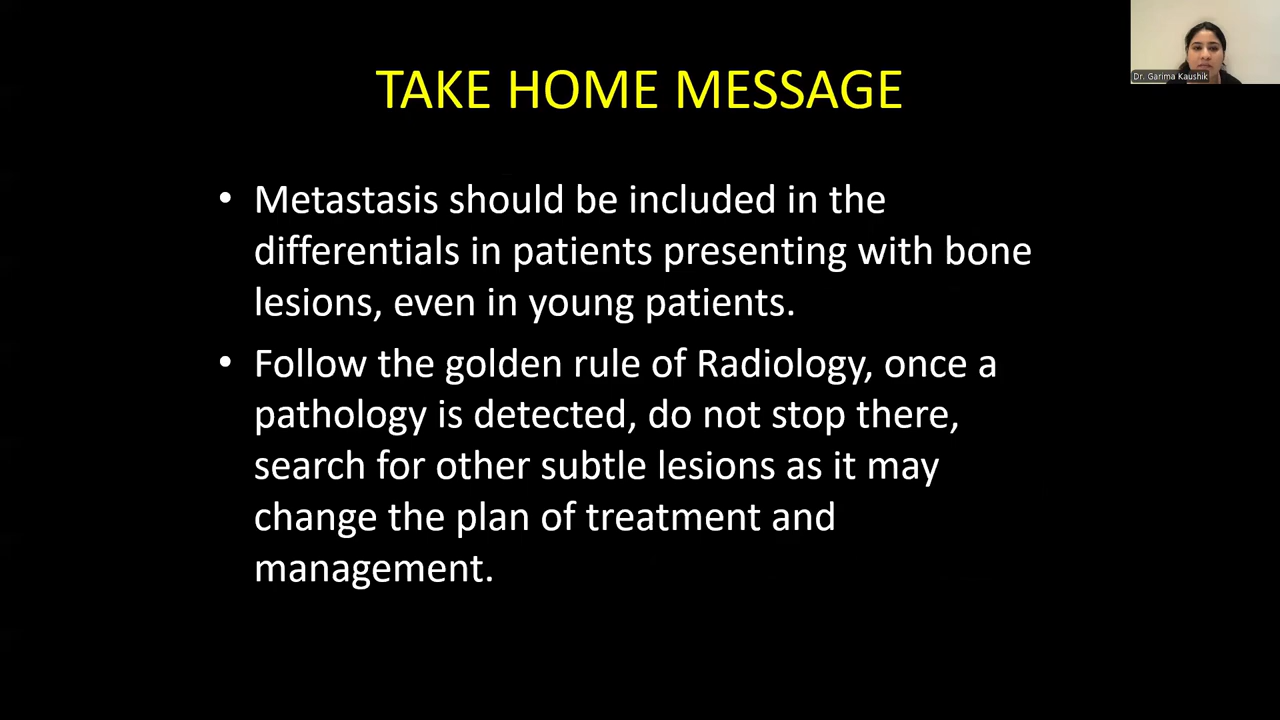 Dr. Garima Kaushik
TAKE HOME MESSAGE
• Metastasis should be included in the
differentials in patients presenting with bone
lesions, even in young patients.
• Follow the golden rule of Radiology, once a
pathology is detected, do not stop there,
search for other subtle lesions as it may
change the plan of treatment and
management.